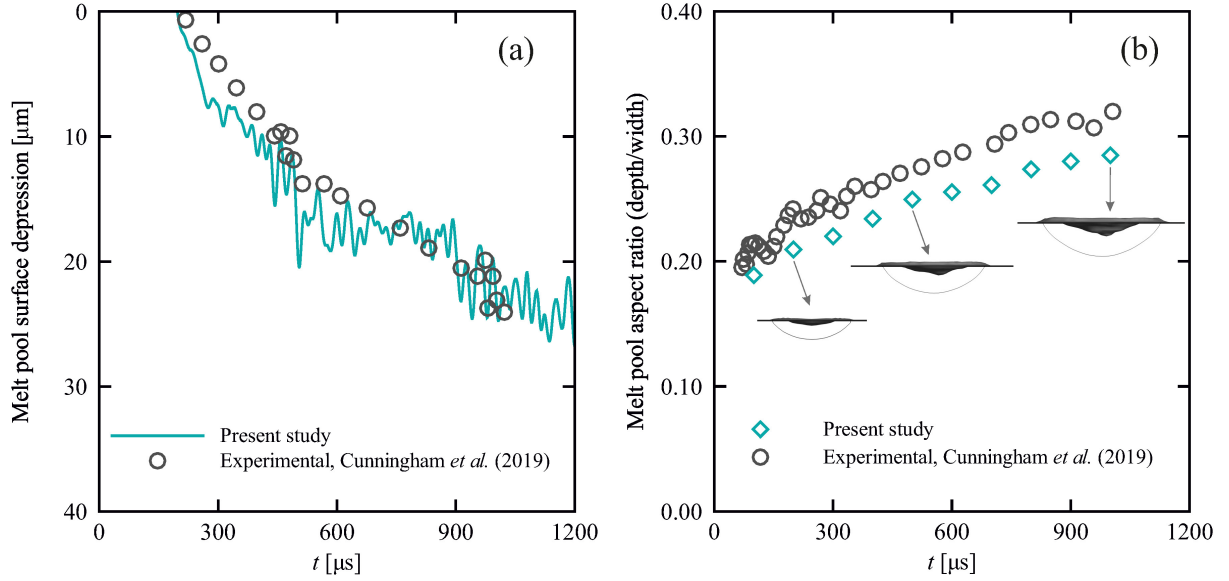 (a)
0
10
20
30
40
Melt pool surface depression [μm]
Present study
Experimental, Cunningham et al. (2019)
0 300 600 900 1200
t [μs]
(b)
0.40
0.30
0.20
0.10
0.00
Melt pool aspect ratio (depth/width)
Present study
Experimental, Cunningham et al. (2019)
0 300 600 900 1200
t [μs]